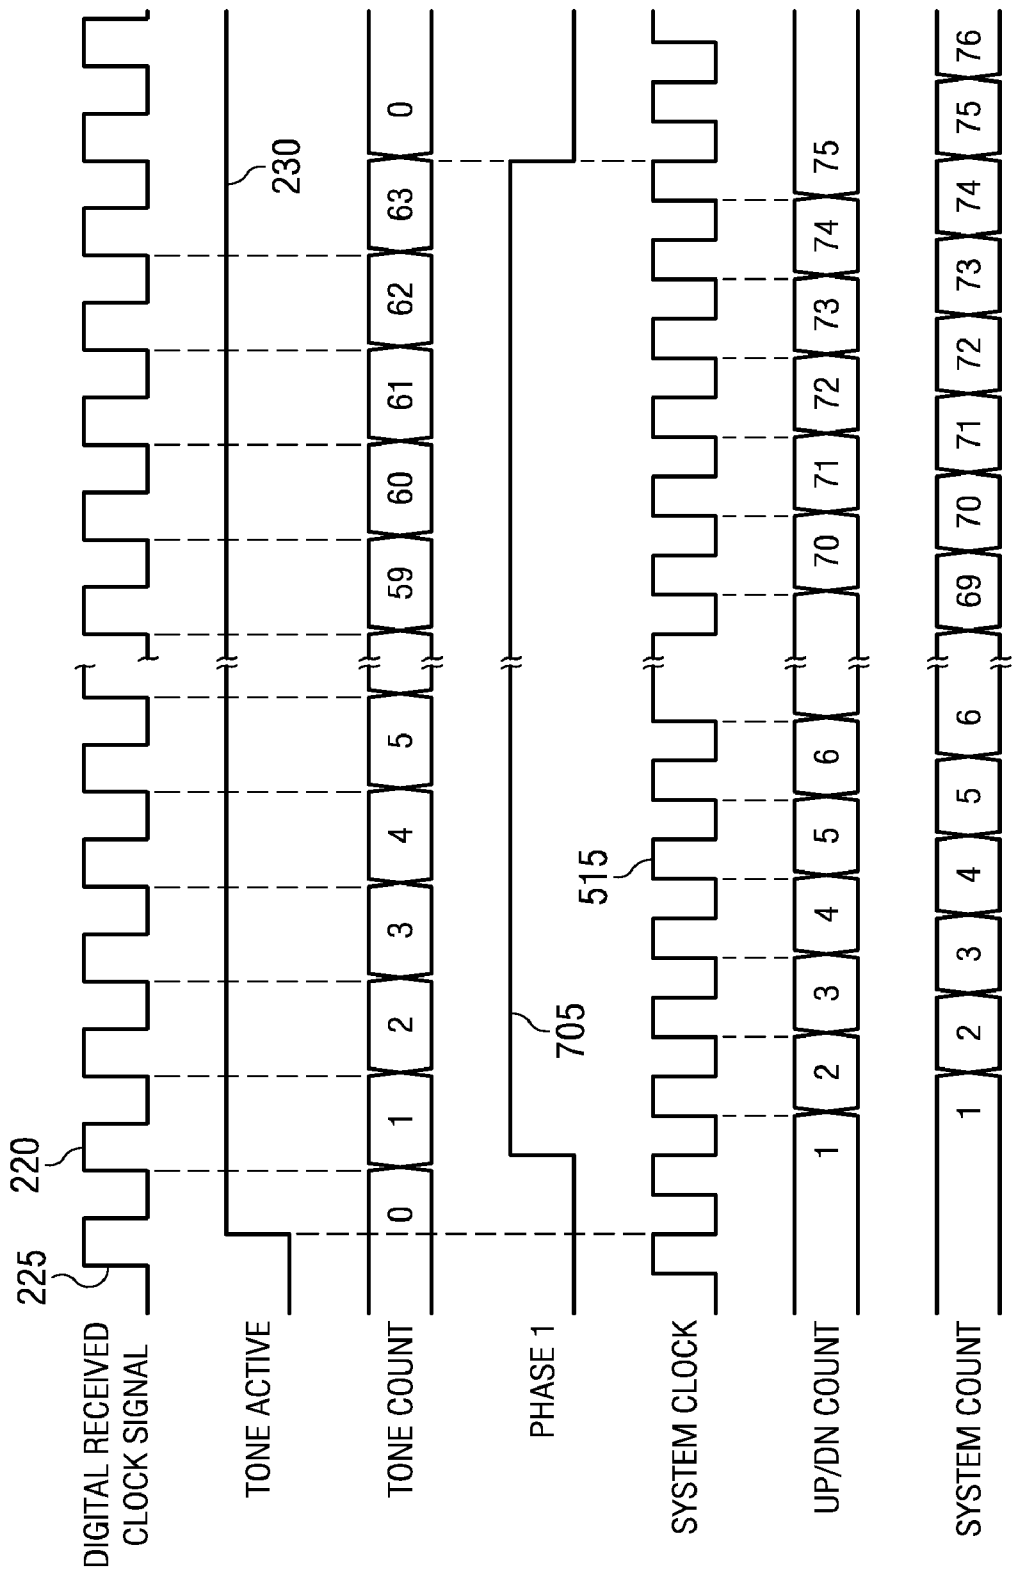 DIGITAL RECEIVED
CLOCK SIGNAL
225
220
TONE ACTIVE
230
TONE COUNT
0 1 2 3 4 5 59 60 61 62 63 0
PHASE 1
705
SYSTEM CLOCK
515
UP/DN COUNT
1 2 3 4 5 6 70 71 72 73 74 75
SYSTEM COUNT
1 2 3 4 5 6 69 70 71 72 73 74 75 76